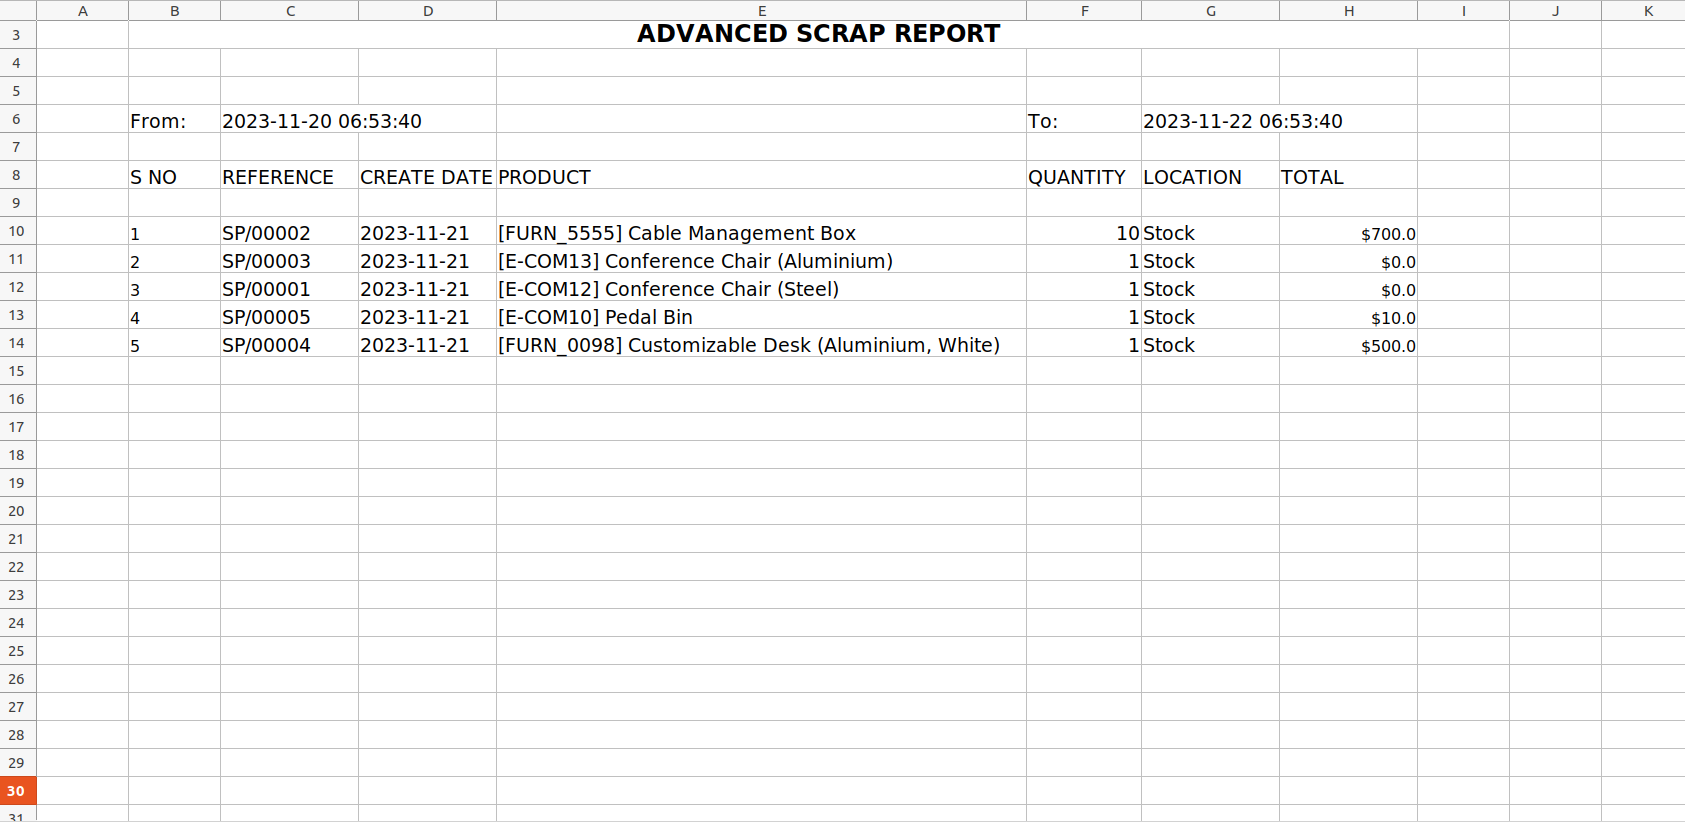 A B C D E F G H I J K
3 ADVANCED SCRAP REPORT
4
5
6 From: 2023-11-20 06:53:40 To: 2023-11-22 06:53:40
7
8 S NO REFERENCE CREATE DATE PRODUCT QUANTITY LOCATION TOTAL
9
10 1 SP/00002 2023-11-21 [FURN_5555] Cable Management Box 10 Stock $700.0
11 2 SP/00003 2023-11-21 [E-COM13] Conference Chair (Aluminium) 1 Stock $0.0
12 3 SP/00001 2023-11-21 [E-COM12] Conference Chair (Steel) 1 Stock $0.0
13 4 SP/00005 2023-11-21 [E-COM10] Pedal Bin 1 Stock $10.0
14 5 SP/00004 2023-11-21 [FURN_0098] Customizable Desk (Aluminium, White) 1 Stock $500.0
15
16
17
18
19
20
21
22
23
24
25
26
27
28
29
30
31